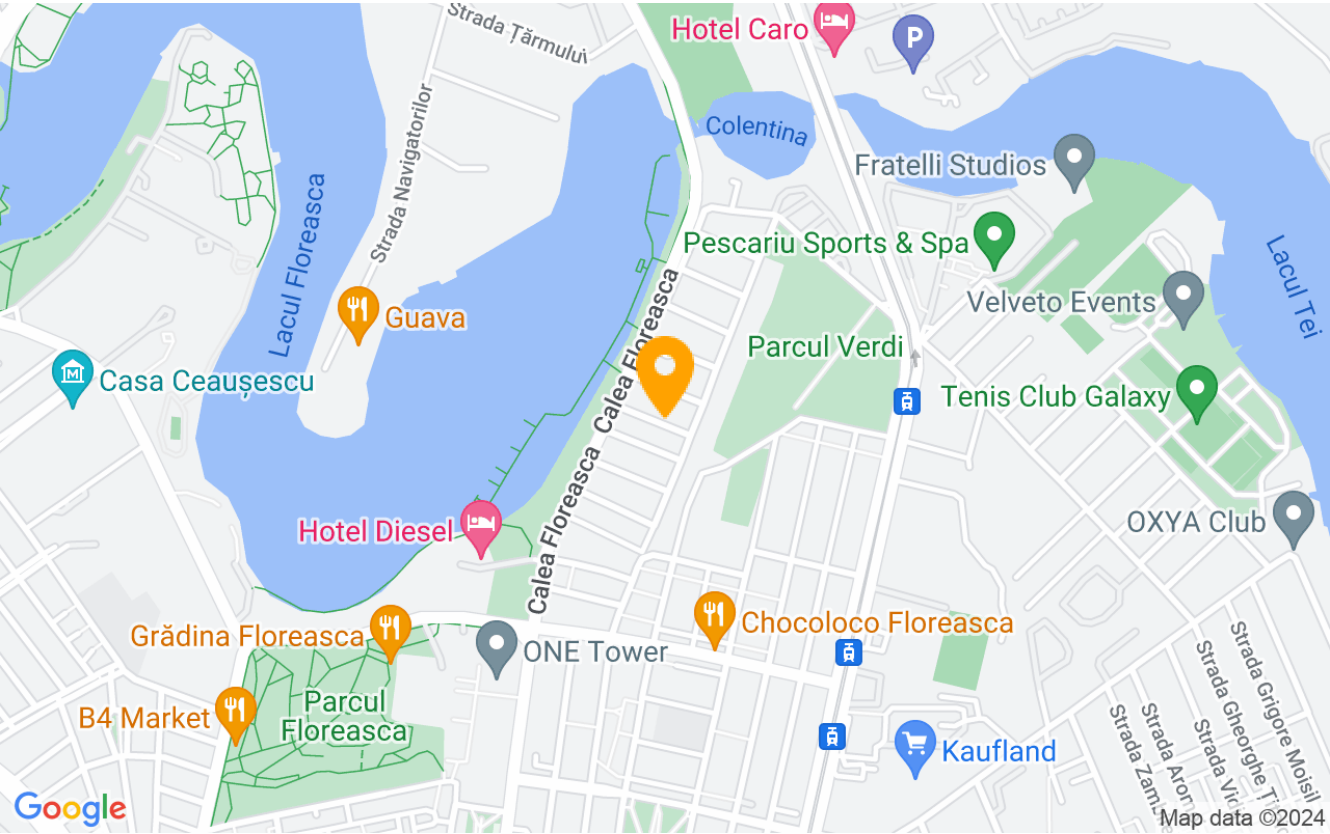 Strada Țărmului
Hotel Caro
P
Colentina
Strada Navigatorilor
Fratelli Studios
Lacul Floreasca
Pescariu Sports & Spa
Lacul Tei
Velveto Events
Guava
Calea Floreasca
Parcul Verdi
Casa Ceaușescu
M
Tenis Club Galaxy
Calea Floreasca
Hotel Diesel
OXYA Club
Grădina Floreasca
Chocoloco Floreasca
ONE Tower
Parcul
Floreasca
B4 Market
Kaufland
Strada Grigore Moisil
Strada Gheorghe Ți
Strada Vid
Strada Aron
Strada Zam
Google
Map data ©2024